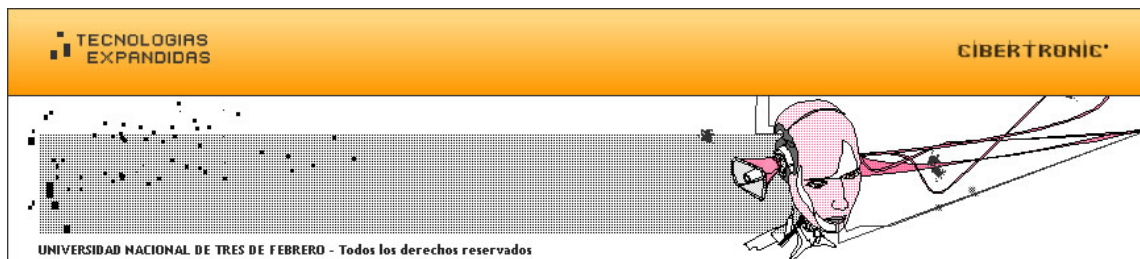 TECNOLOGIAS
EXPANDIDAS
CIBERTRONIC
UNIVERSIDAD NACIONAL DE TRES DE FEBRERO - Todos los derechos reservados